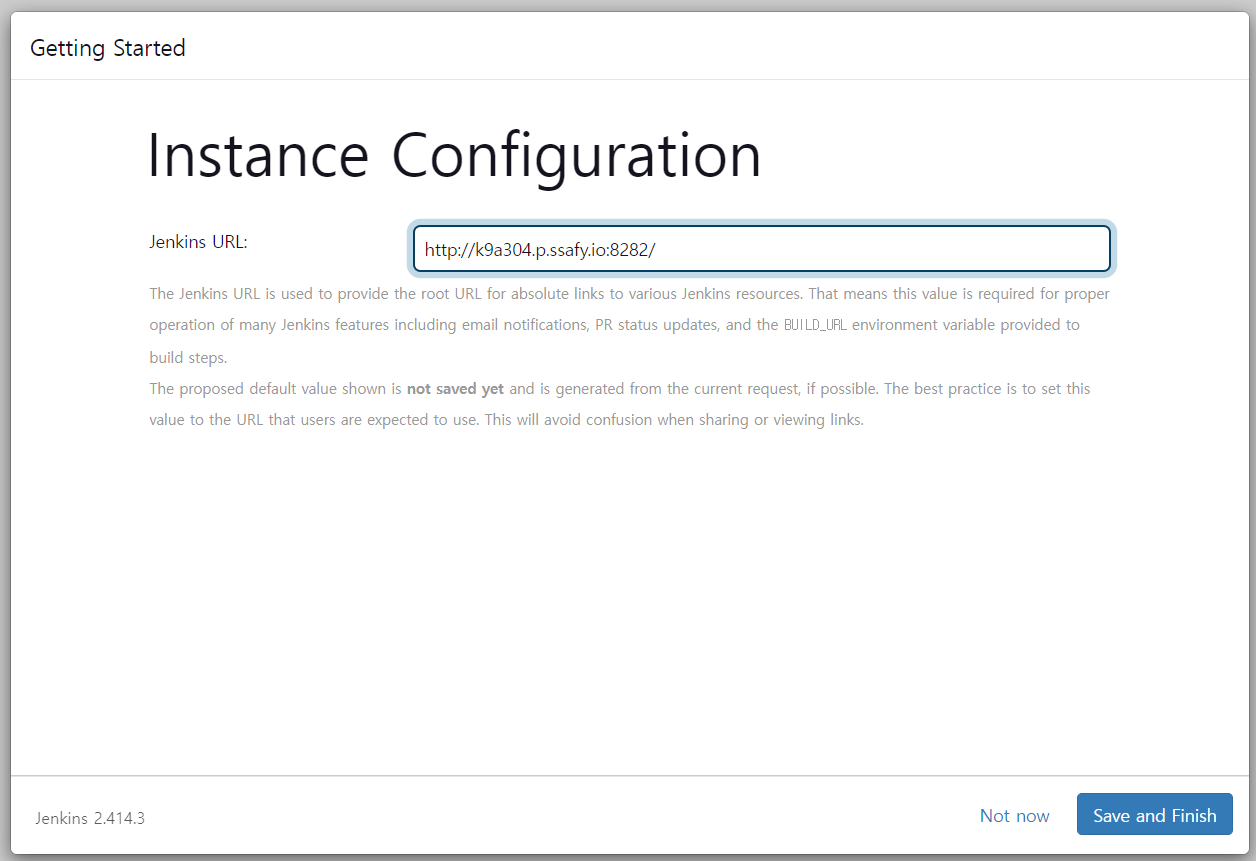 Getting Started
Instance Configuration
Jenkins URL:
http://k9a304.p.ssafy.io:8282/
The Jenkins URL is used to provide the root URL for absolute links to various Jenkins resources. That means this value is required for proper
operation of many Jenkins features including email notifications, PR status updates, and the BUILD_URL environment variable provided to
build steps.
The proposed default value shown is not saved yet and is generated from the current request, if possible. The best practice is to set this
value to the URL that users are expected to use. This will avoid confusion when sharing or viewing links.
Jenkins 2.414.3
Not now
Save and Finish